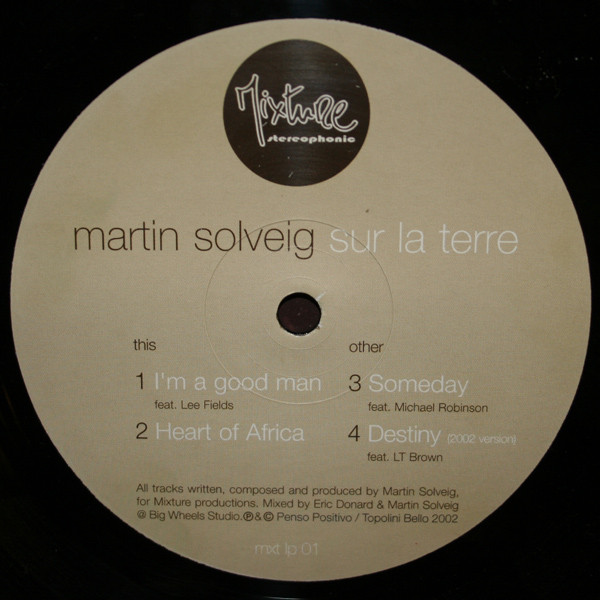 Mixture
stereophonic
martin solveig sur la terre
this
1 I'm a good man
feat. Lee Fields
2 Heart of Africa
other
3 Someday
feat. Michael Robinson
4 Destiny (2002 version)
feat. LT Brown
All tracks written, composed and produced by Martin Solveig,
for Mixture productions. Mixed by Eric Donard & Martin Solveig
@ Big Wheels Studio.℗&© Penso Positivo / Topolini Bello 2002
mxt lp 01